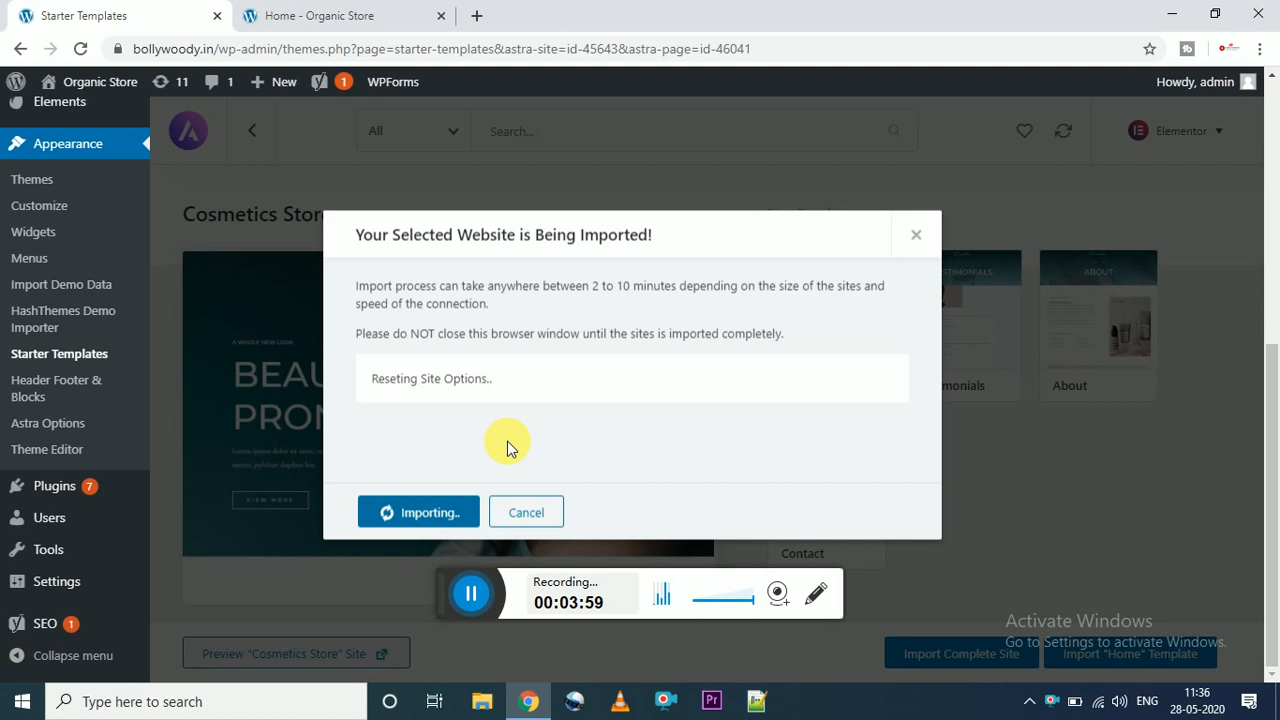 Starter Templates
Home - Organic Store
bollywoody.in/wp-admin/themes.php?page=starter-templates&astra-site=id-45643&astra-page=id-46041
Organic Store
11
1
New
1
WPForms
Howdy, admin
Elements
Appearance
Themes
Customize
Widgets
Menus
Import Demo Data
HashThemes Demo
Importer
Starter Templates
Header Footer &
Blocks
Astra Options
Theme Editor
Plugins 7
Users
Tools
Settings
SEO 1
Collapse menu
All
Search...
Elementor
Cosmetics Store
A WHOLE NEW LOOK
BEAU
PRO
VIEW MORE
ABOUT
About
Contact
Your Selected Website is Being Imported!
Import process can take anywhere between 2 to 10 minutes depending on the size of the sites and
speed of the connection.
Please do NOT close this browser window until the sites is imported completely.
Reseting Site Options..
Importing..
Cancel
Recording...
00:03:59
Activate Windows
Go to Settings to activate Windows.
Preview "Cosmetics Store" Site
Import Complete Site
Import "Home" Template
Type here to search
ENG
11:36
28-05-2020